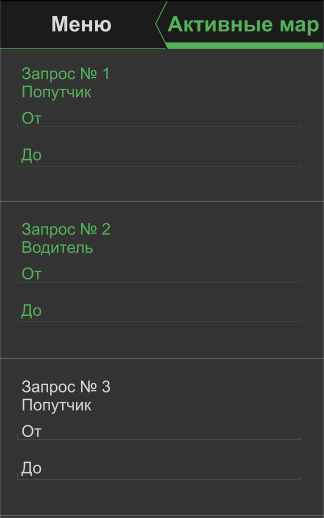 Меню Активные мар
Запрос № 1
Попутчик
От
До
Запрос № 2
Водитель
От
До
Запрос № 3
Попутчик
От
До